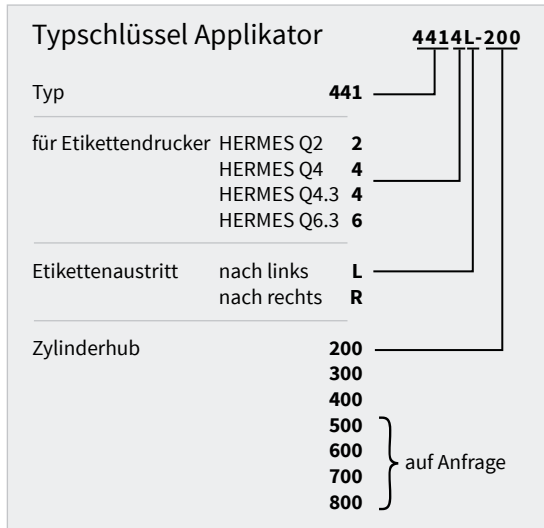 Typschlüssel Applikator 4414L-200
Typ 441
für Etikettendrucker HERMES Q2 2
HERMES Q4 4
HERMES Q4.3 4
HERMES Q6.3 6
Etikettenaustritt nach links L
nach rechts R
Zylinderhub 200
300
400
500
600
auf Anfrage
700
800